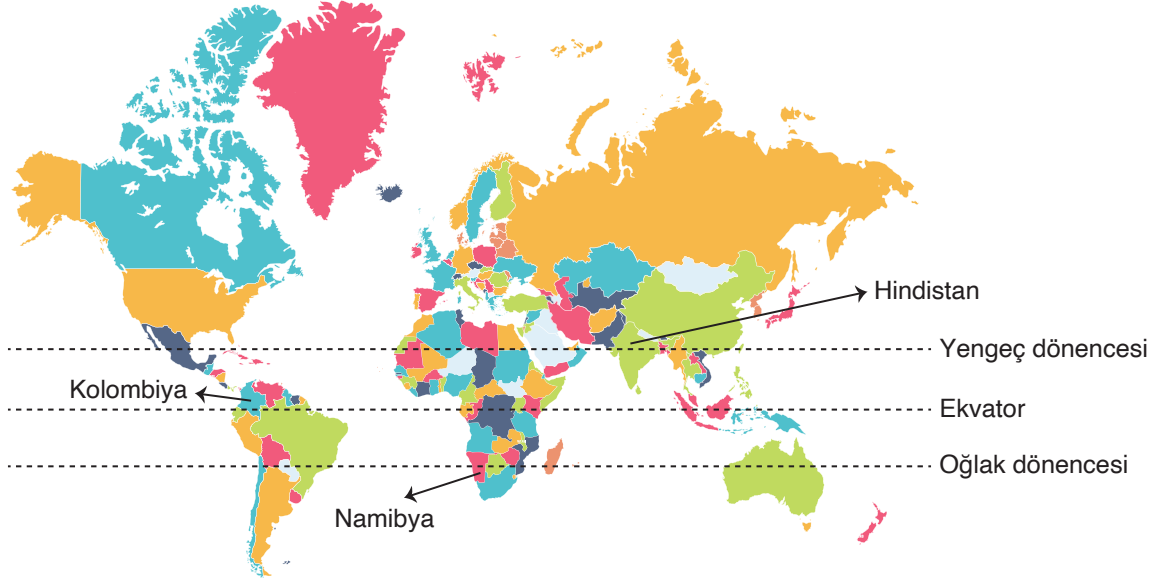 Hindistan
Yengeç dönencesi
Kolombiya
Ekvator
Oğlak dönencesi
Namibya